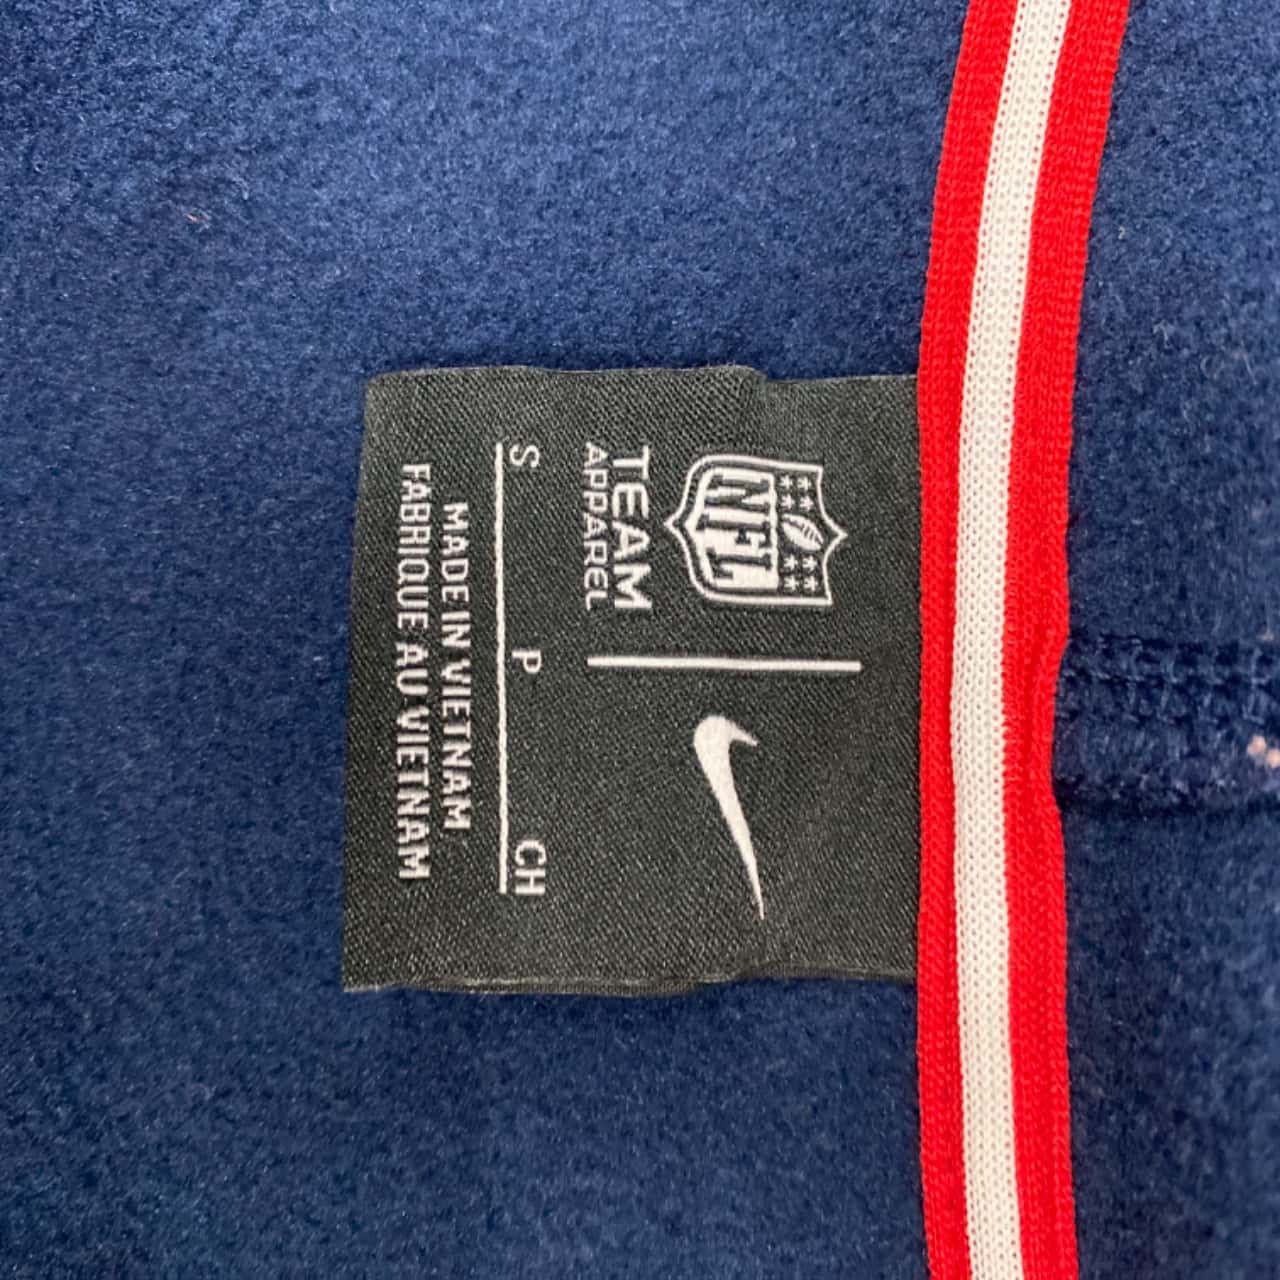 NFL
TEAM
APPAREL
S P CH
MADE IN VIETNAM
FABRIQUE AU VIETNAM